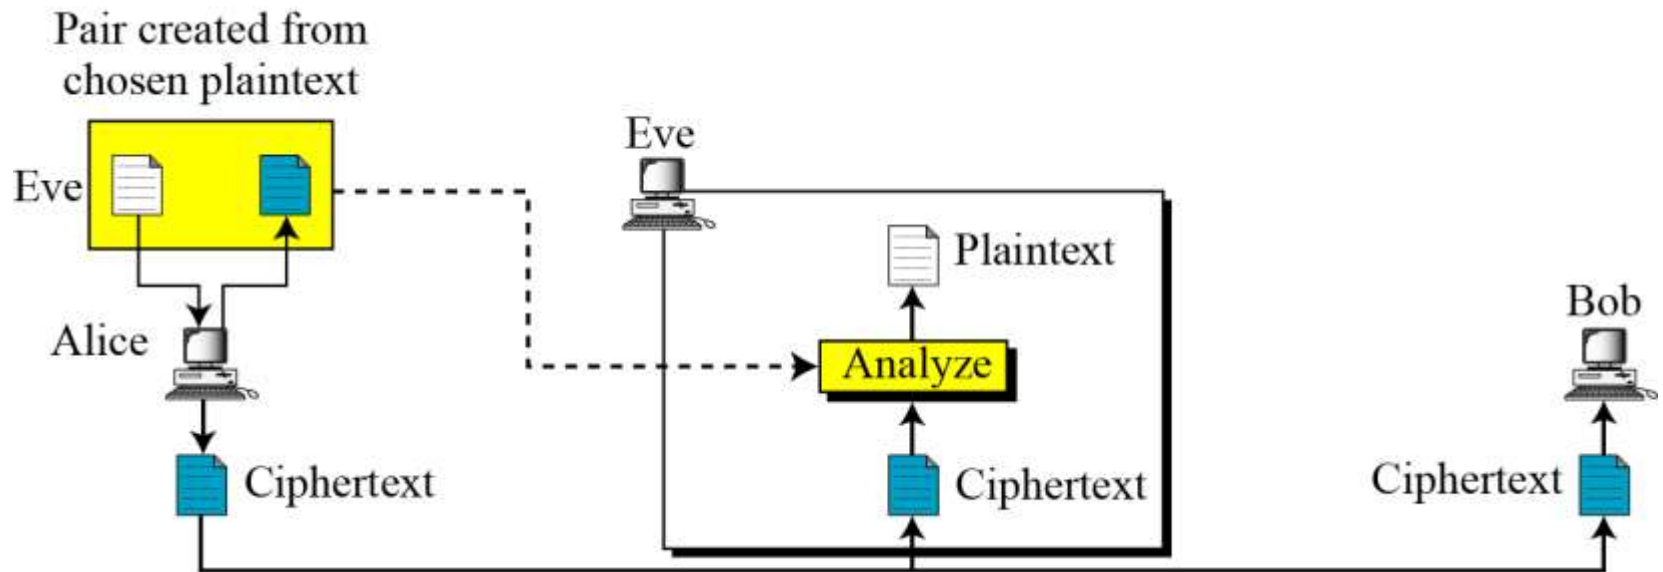 Pair created from
chosen plaintext
Eve
Eve
Plaintext
Bob
Alice
Analyze
Ciphertext
Ciphertext
Ciphertext